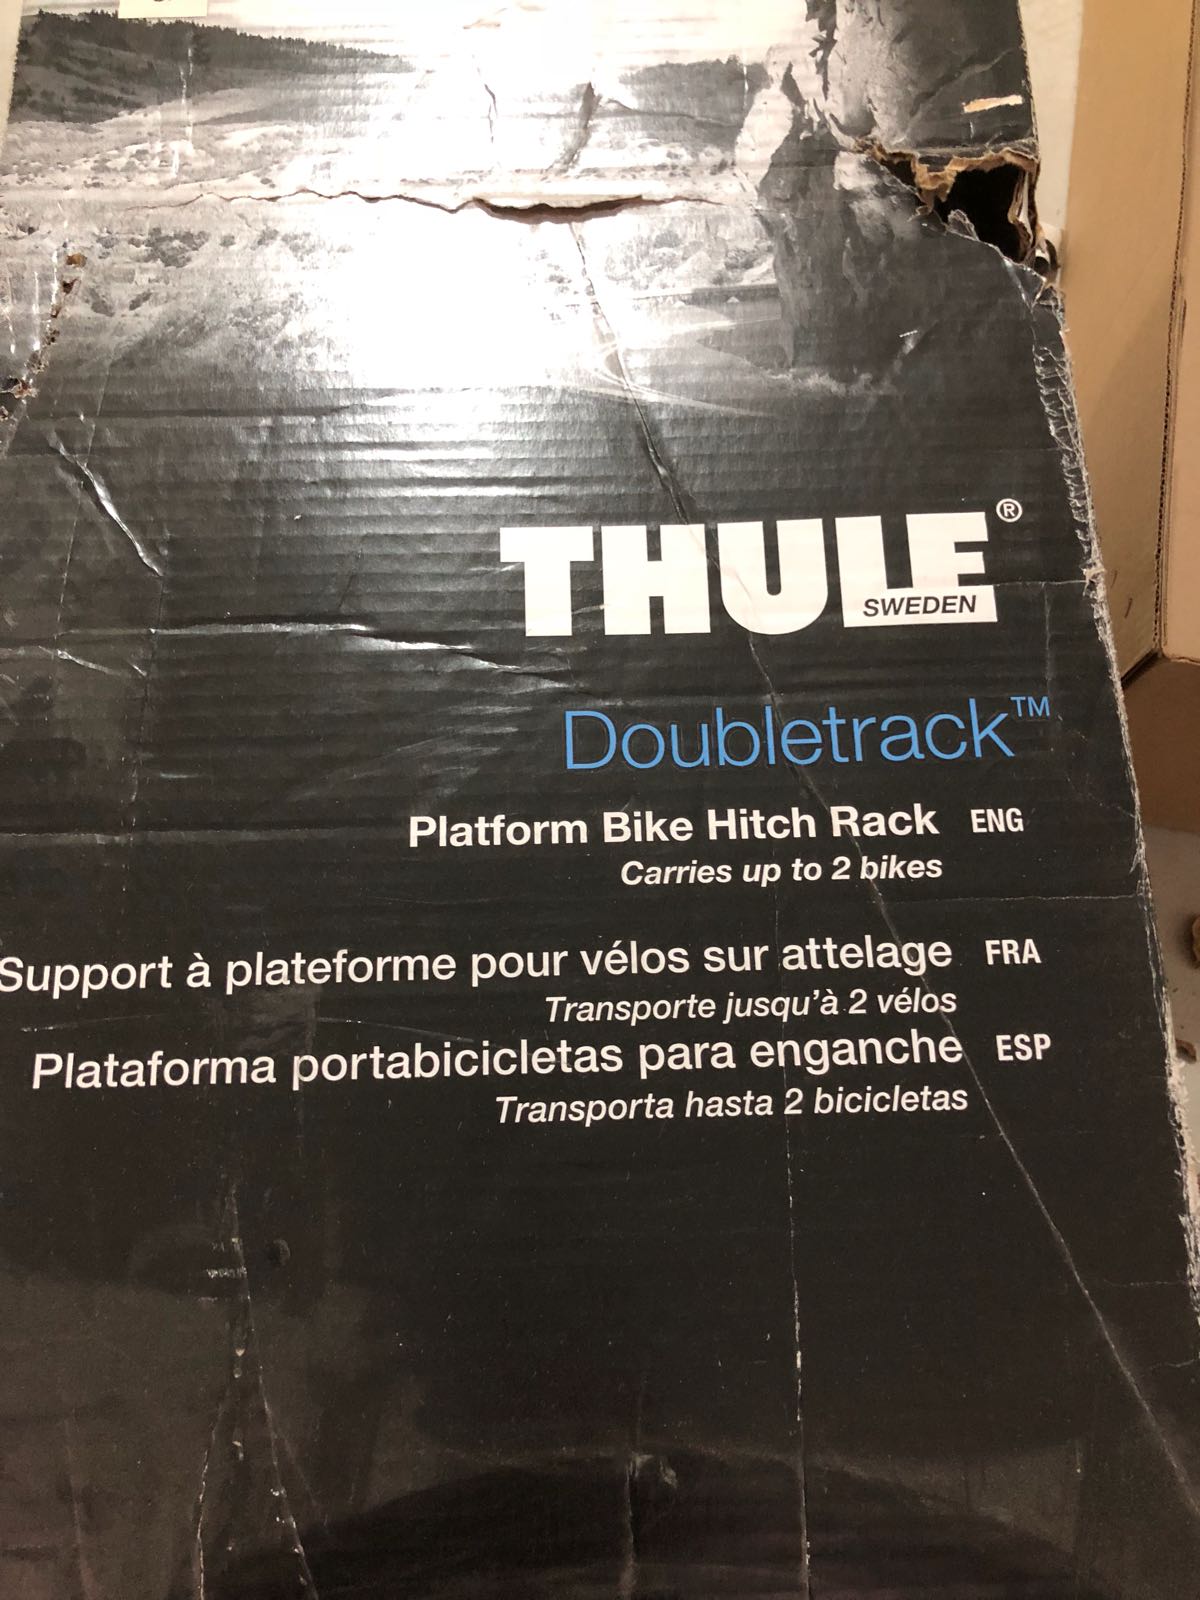 THULE®
SWEDEN
Doubletrack™
Platform Bike Hitch Rack ENG
Carries up to 2 bikes
Support à plateforme pour vélos sur attelage FRA
Transporte jusqu'à 2 vélos
Plataforma portabicicletas para enganche ESP
Transporta hasta 2 bicicletas